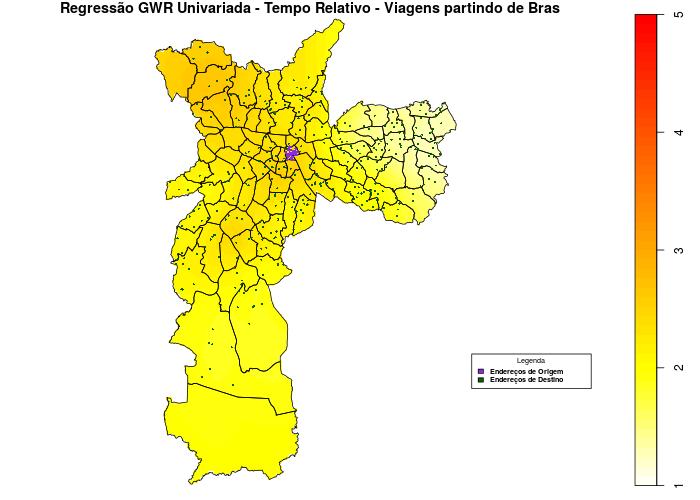 Regressão GWR Univariada - Tempo Relativo - Viagens partindo de Bras
5
4
3
2
1
Legenda
Endereços de Origem
Endereços de Destino